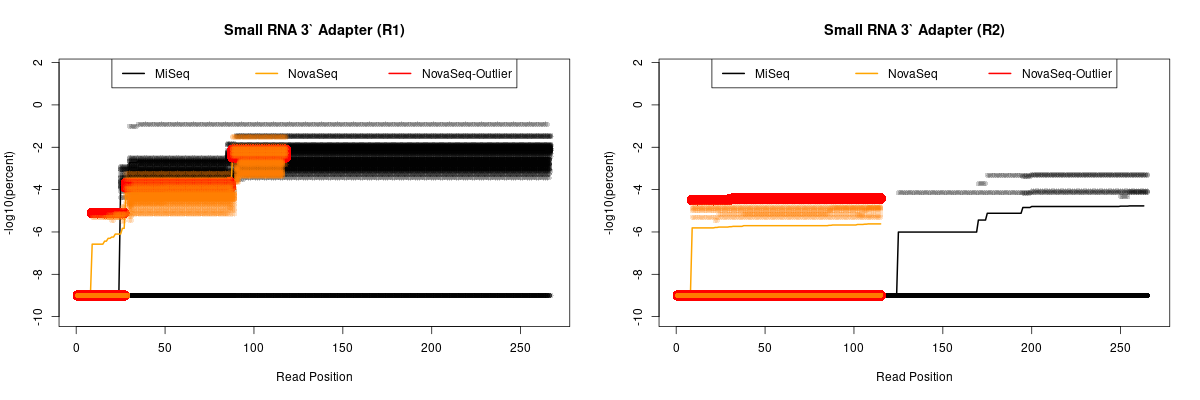 Small RNA 3` Adapter (R1)
MiSeq NovaSeq NovaSeq-Outlier
-log10(percent)
2
0
-2
-4
-6
-8
-10
0 50 100 150 200 250
Read Position
Small RNA 3` Adapter (R2)
MiSeq NovaSeq NovaSeq-Outlier
-log10(percent)
2
0
-2
-4
-6
-8
-10
0 50 100 150 200 250
Read Position